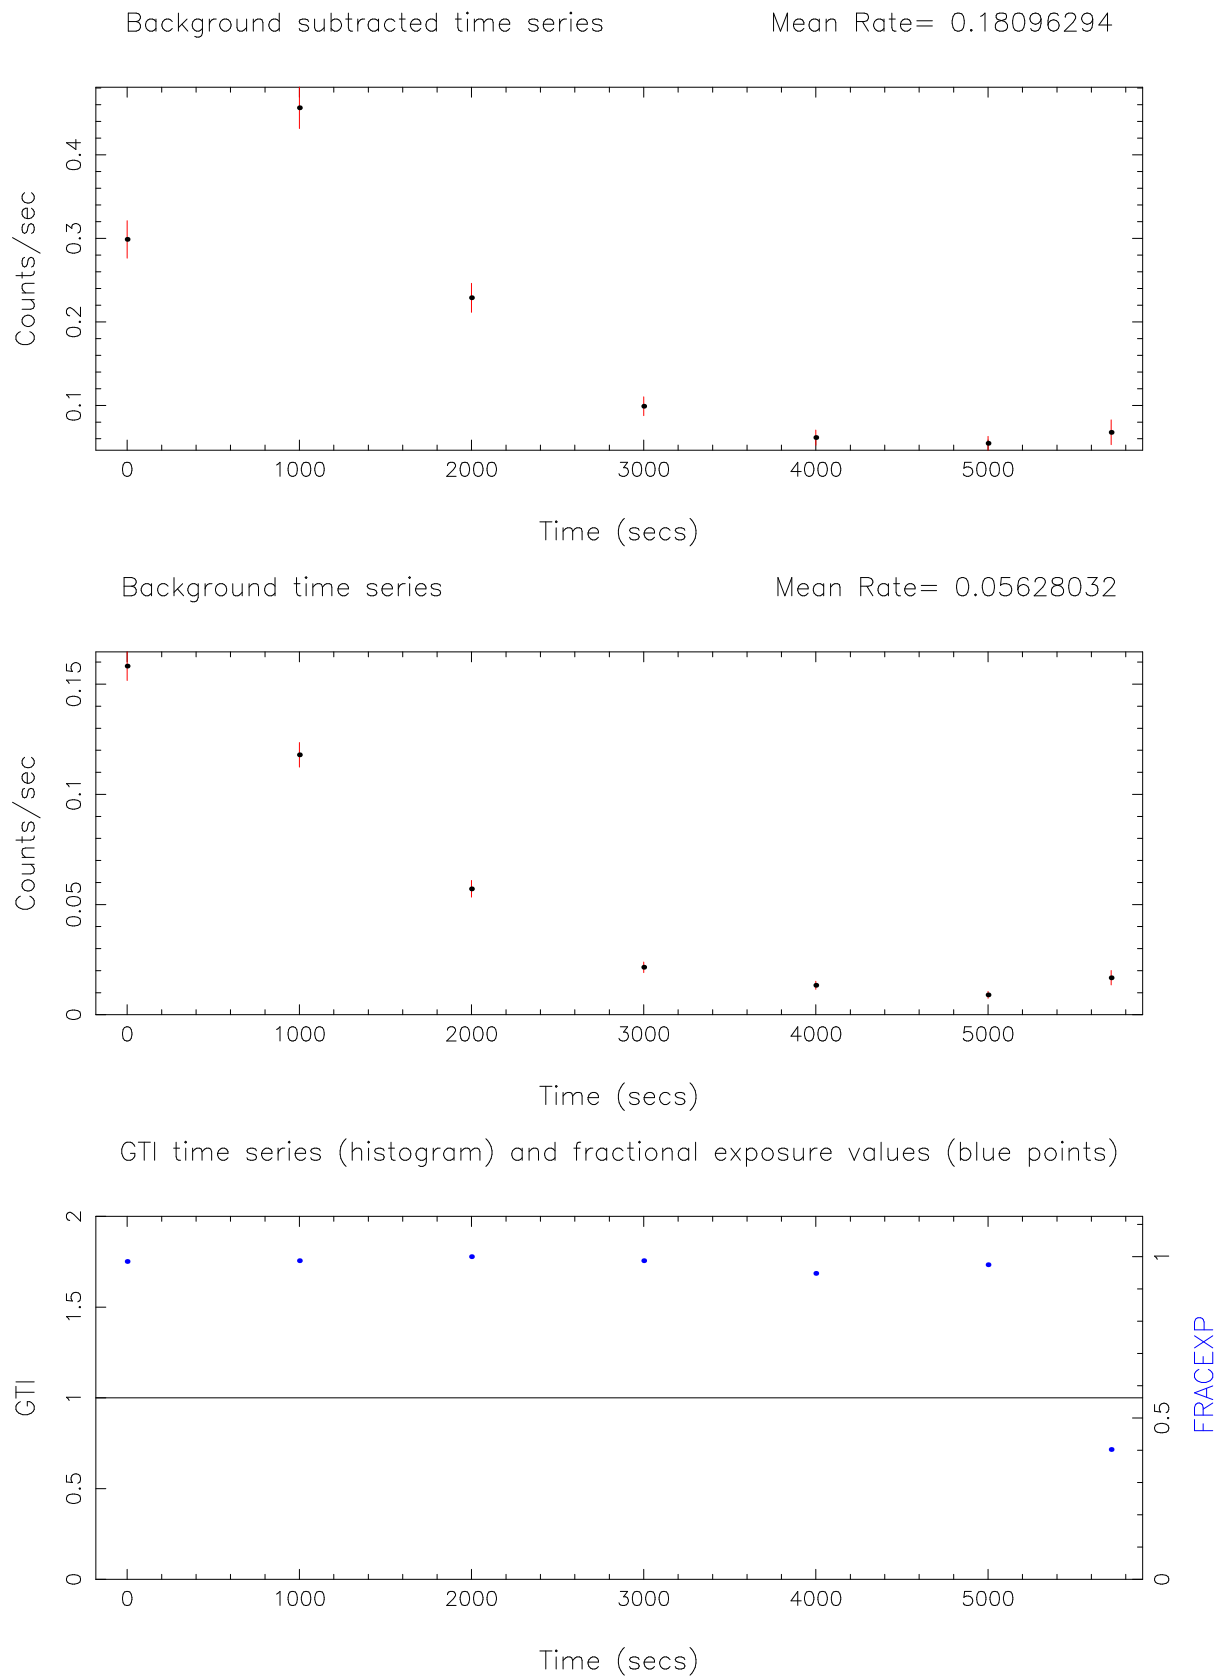 Background subtracted time series Mean Rate= 0.18096294
Counts/sec
0.4
0.3
0.2
0.1
0 1000 2000 3000 4000 5000
Time (secs)
Background time series Mean Rate= 0.05628032
Counts/sec
0.15
0.1
0.05
0
0 1000 2000 3000 4000 5000
Time (secs)
GTI time series (histogram) and fractional exposure values (blue points)
GTI
2
1.5
1
0.5
0
1
0.5
0
FRACEXP
0 1000 2000 3000 4000 5000
Time (secs)